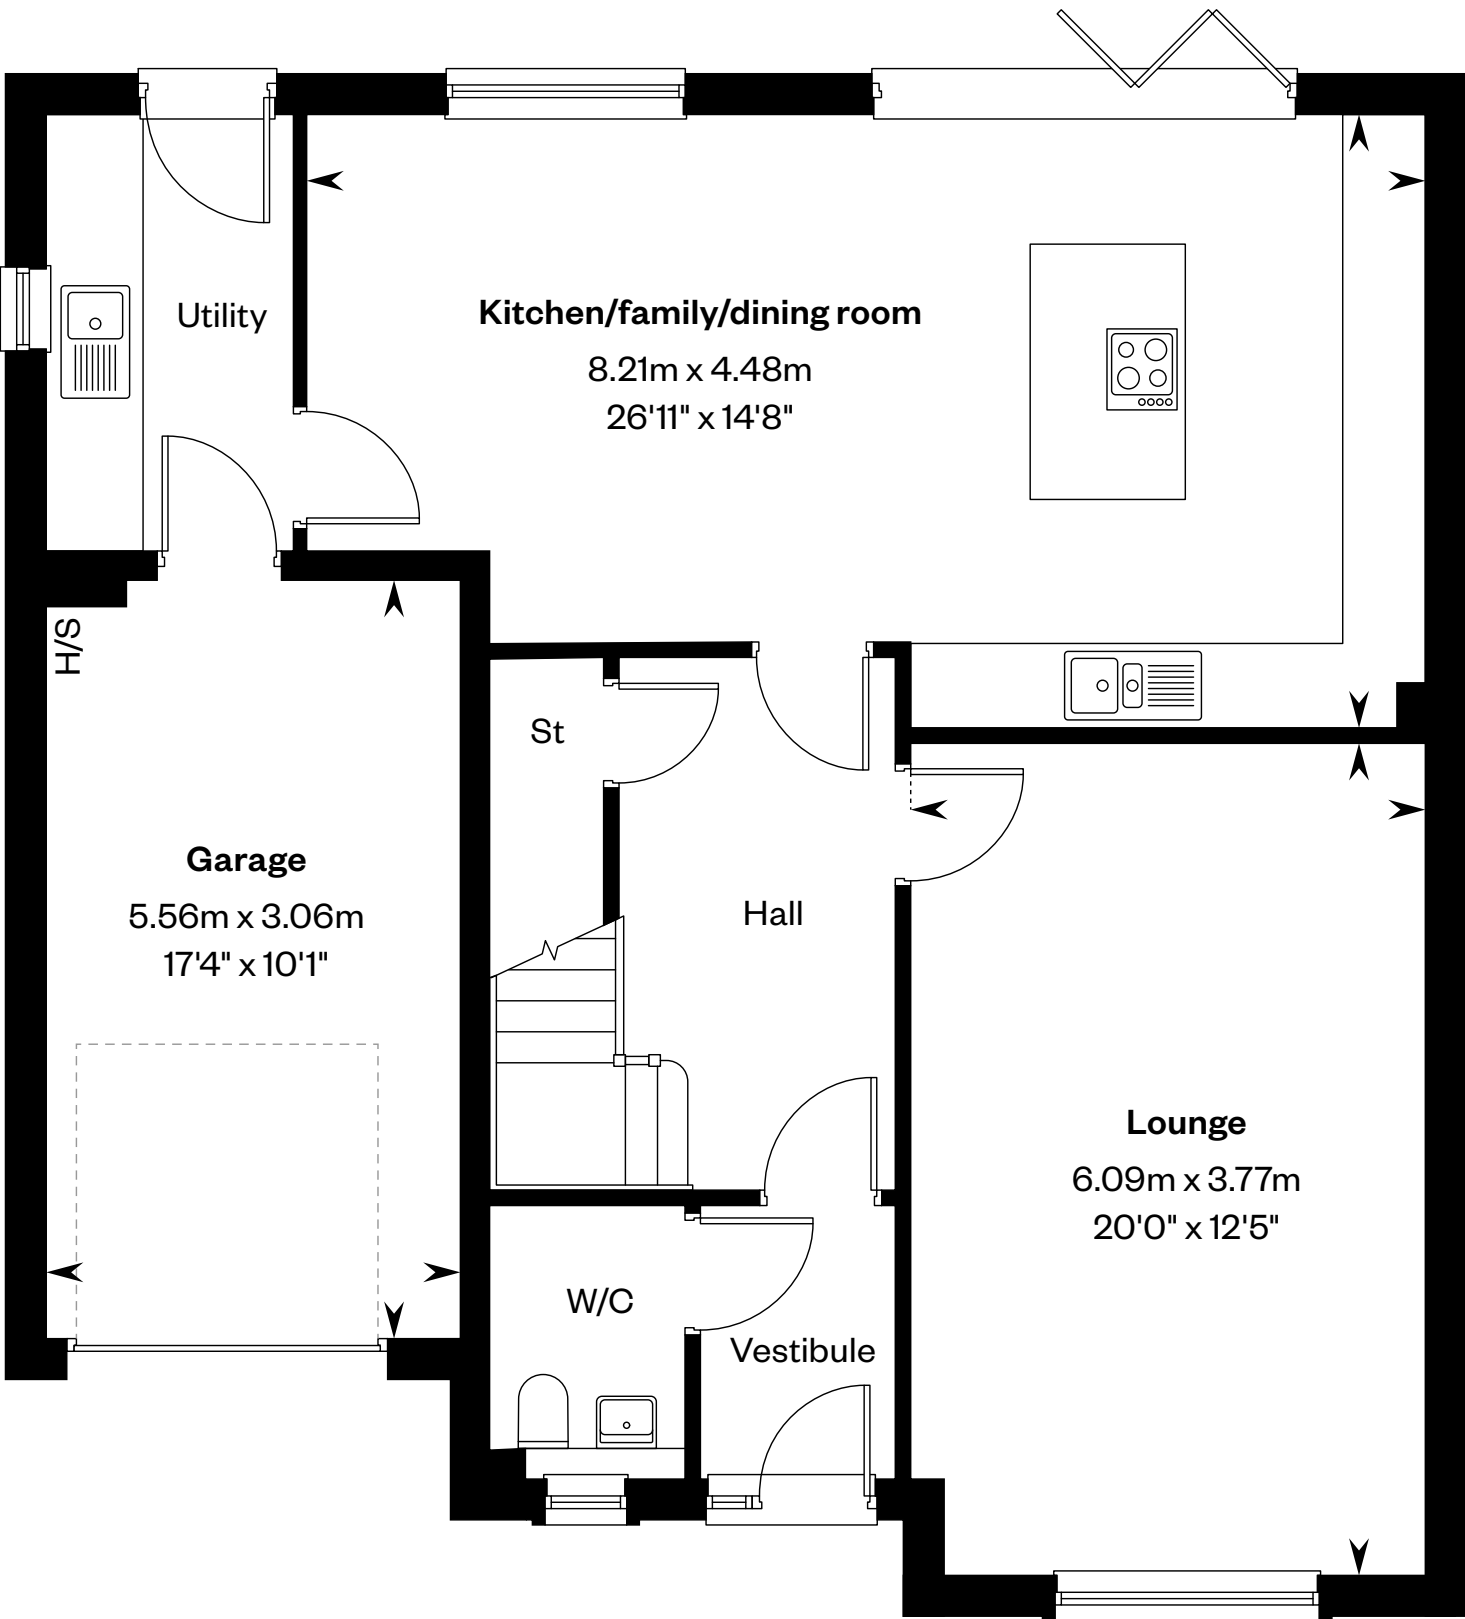 Utility
Kitchen/family/dining room
8.21m x 4.48m
26'11" x 14'8"
H/S
St
Garage
5.56m x 3.06m
17'4" x 10'1"
Hall
Lounge
6.09m x 3.77m
20'0" x 12'5"
W/C
Vestibule